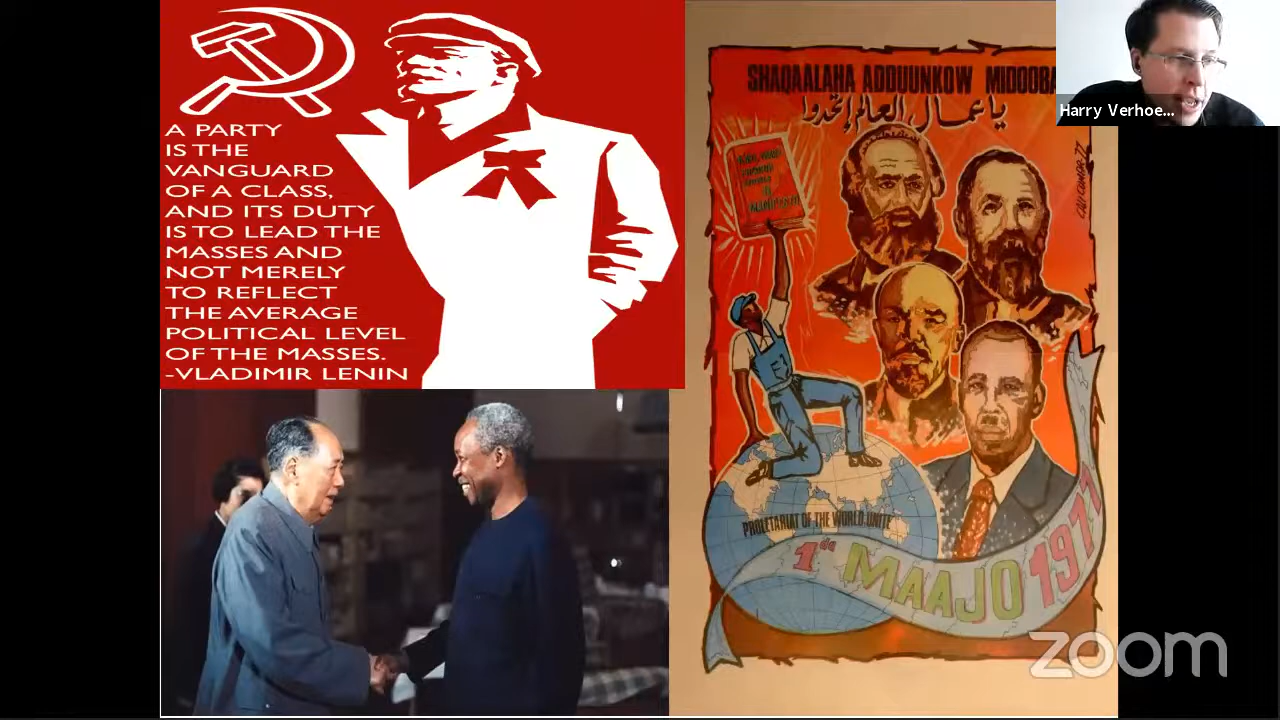 A PARTY
IS THE
VANGUARD
OF A CLASS,
AND ITS DUTY
IS TO LEAD THE
MASSES AND
NOT MERELY
TO REFLECT
THE AVERAGE
POLITICAL LEVEL
OF THE MASSES.
-VLADIMIR LENIN
SHAQAALAHA ADDUUNKOW MIDOOBA
يا عمال العالم إتحدوا
PROLETARIAT OF THE WORLD UNITE
1da MAAJO 1977
Harry Verhoe...
zoom